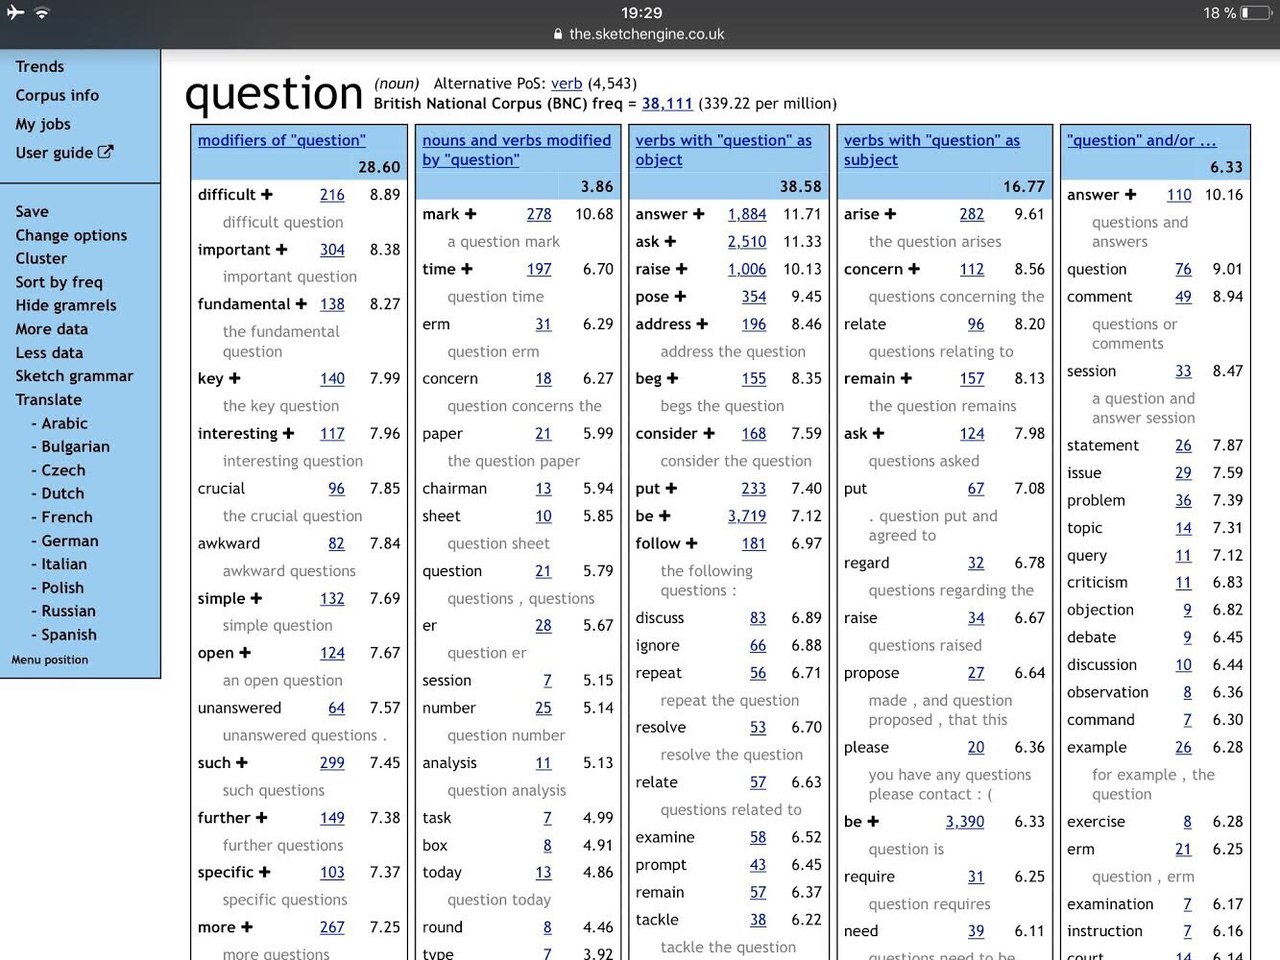 19:29
18 %
the.sketchengine.co.uk
Trends
Corpus info
My jobs
User guide
Save
Change options
Cluster
Sort by freq
Hide gramrels
More data
Less data
Sketch grammar
Translate
- Arabic
- Bulgarian
- Czech
- Dutch
- French
- German
- Italian
- Polish
- Russian
- Spanish
Menu position
question (noun) Alternative PoS: verb (4,543)
British National Corpus (BNC) freq = 38,111 (339.22 per million)
modifiers of "question"
28.60
difficult + 216 8.89
difficult question
important + 304 8.38
important question
fundamental + 138 8.27
the fundamental
question
key + 140 7.99
the key question
interesting + 117 7.96
interesting question
crucial 96 7.85
the crucial question
awkward 82 7.84
awkward questions
simple + 132 7.69
simple question
open + 124 7.67
an open question
unanswered 64 7.57
unanswered questions .
such + 299 7.45
such questions
further + 149 7.38
further questions
specific + 103 7.37
specific questions
more + 267 7.25
more questions
nouns and verbs modified
by "question"
3.86
mark + 278 10.68
a question mark
time + 197 6.70
question time
erm 31 6.29
question erm
concern 18 6.27
question concerns the
paper 21 5.99
the question paper
chairman 13 5.94
sheet 10 5.85
question sheet
question 21 5.79
questions , questions
er 28 5.67
question er
session 7 5.15
number 25 5.14
question number
analysis 11 5.13
question analysis
task 7 4.99
box 8 4.91
today 13 4.86
question today
round 8 4.46
type 7 3.92
verbs with "question" as
object
38.58
answer + 1,884 11.71
ask + 2,510 11.33
raise + 1,006 10.13
pose + 354 9.45
address + 196 8.46
address the question
beg + 155 8.35
begs the question
consider + 168 7.59
consider the question
put + 233 7.40
be + 3,719 7.12
follow + 181 6.97
the following
questions :
discuss 83 6.89
ignore 66 6.88
repeat 56 6.71
repeat the question
resolve 53 6.70
resolve the question
relate 57 6.63
questions related to
examine 58 6.52
prompt 43 6.45
remain 57 6.37
tackle 38 6.22
tackle the question
verbs with "question" as
subject
16.77
arise + 282 9.61
the question arises
concern + 112 8.56
questions concerning the
relate 96 8.20
questions relating to
remain + 157 8.13
the question remains
ask + 124 7.98
questions asked
put 67 7.08
. question put and
agreed to
regard 32 6.78
questions regarding the
raise 34 6.67
questions raised
propose 27 6.64
made , and question
proposed , that this
please 20 6.36
you have any questions
please contact : (
be + 3,390 6.33
question is
require 31 6.25
question requires
need 39 6.11
questions need to be
"question" and/or ...
6.33
answer + 110 10.16
questions and
answers
question 76 9.01
comment 49 8.94
questions or
comments
session 33 8.47
a question and
answer session
statement 26 7.87
issue 29 7.59
problem 36 7.39
topic 14 7.31
query 11 7.12
criticism 11 6.83
objection 9 6.82
debate 9 6.45
discussion 10 6.44
observation 8 6.36
command 7 6.30
example 26 6.28
for example , the
question
exercise 8 6.28
erm 21 6.25
question , erm
examination 7 6.17
instruction 7 6.16
court 14 6.14